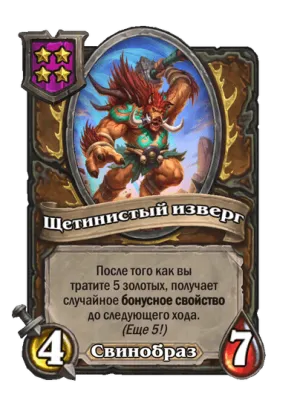 Щетинистый изверг
После того как вы
тратите 5 золотых, получает
случайное бонусное свойство
до следующего хода.
(Еще 5!)
4
Свинобраз
7